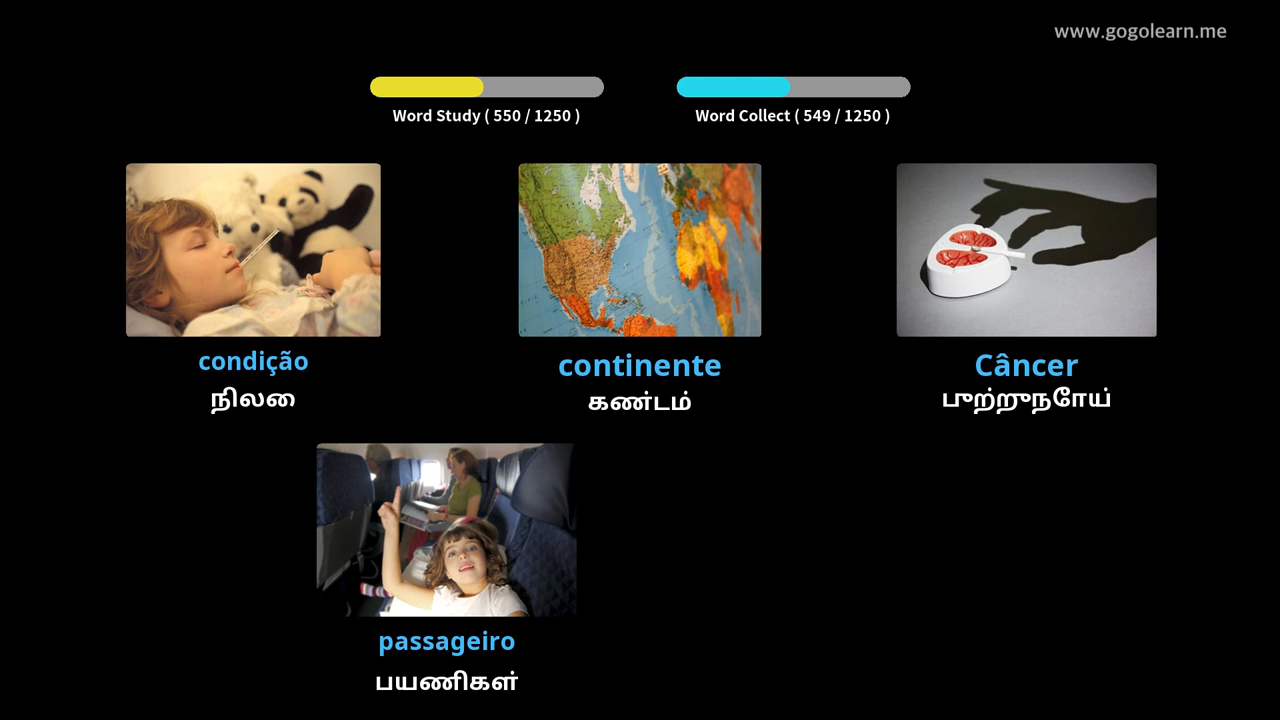 www.gogolearn.me
Word Study ( 550 / 1250 )
Word Collect ( 549 / 1250 )
condição
நிலை
continente
கண்டம்
Câncer
புற்றுநோய்
passageiro
பயணிகள்